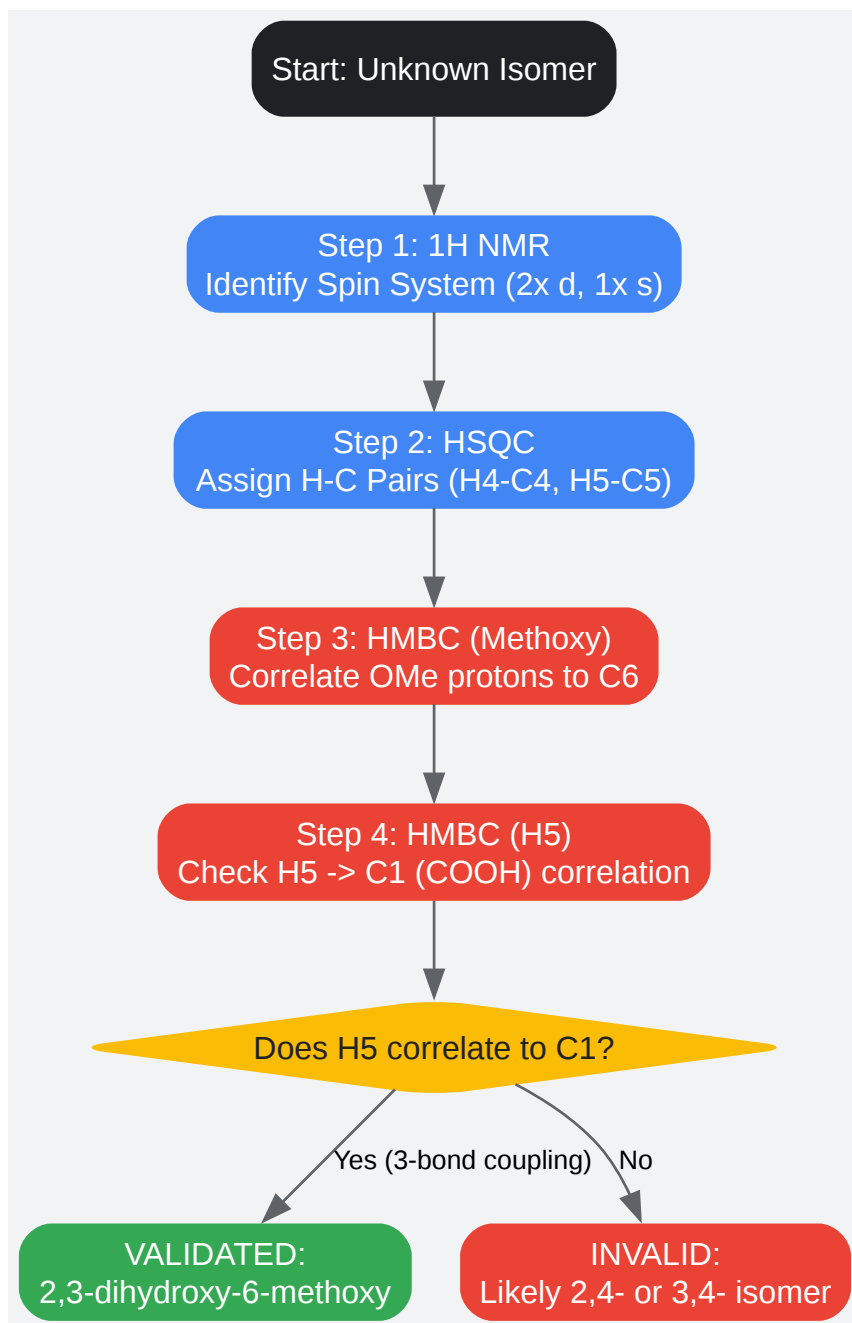 Start: Unknown Isomer
Step 1: 1H NMR
Identify Spin System (2x d, 1x s)
Step 2: HSQC
Assign H-C Pairs (H4-C4, H5-C5)
Step 3: HMBC (Methoxy)
Correlate OMe protons to C6
Step 4: HMBC (H5)
Check H5 -> C1 (COOH) correlation
Does H5 correlate to C1?
Yes (3-bond coupling)
No
VALIDATED:
2,3-dihydroxy-6-methoxy
INVALID:
Likely 2,4- or 3,4- isomer